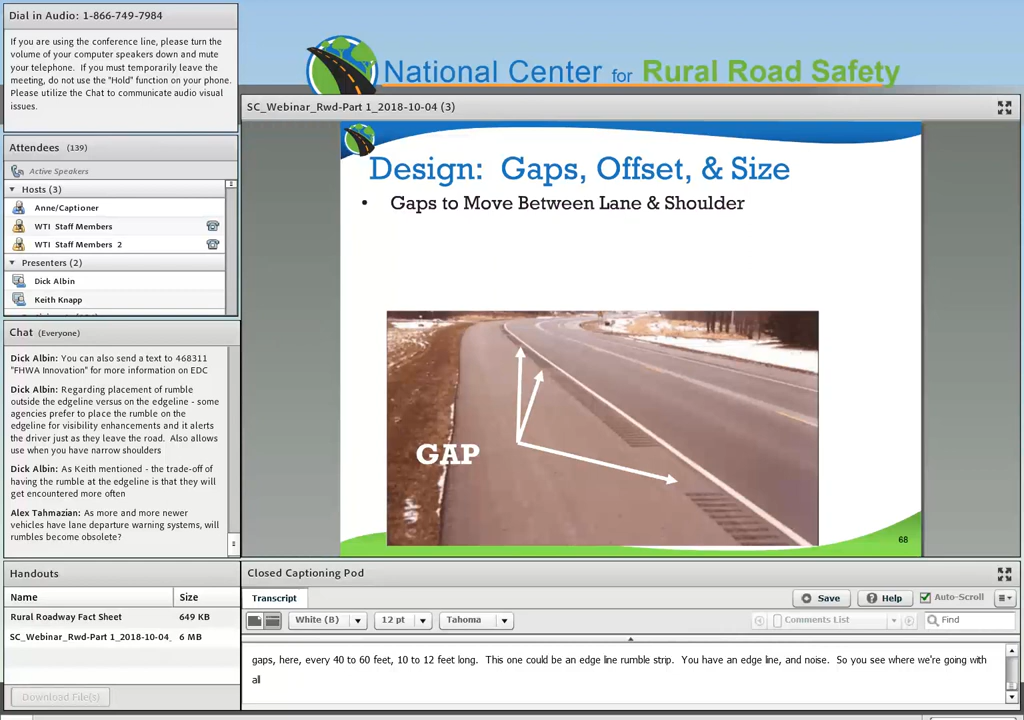 Dial in Audio: 1-866-749-7984
If you are using the conference line, please turn the
volume of your computer speakers down and mute
your telephone. If you must temporarily leave the
meeting, do not use the "Hold" function on your phone.
Please utilize the Chat to communicate audio visual
issues.
National Center for Rural Road Safety
SC_Webinar_Rwd-Part 1_2018-10-04 (3)
Attendees (139)
Active Speakers
Hosts (3)
Anne/Captioner
WTI Staff Members
WTI Staff Members 2
Presenters (2)
Dick Albin
Keith Knapp
Design: Gaps, Offset, & Size
• Gaps to Move Between Lane & Shoulder
GAP
68
Chat (Everyone)
Dick Albin: You can also send a text to 468311
"FHWA Innovation" for more information on EDC
Dick Albin: Regarding placement of rumble
outside the edgeline versus on the edgeline - some
agencies prefer to place the rumble on the
edgeline for visibility enhancements and it alerts
the driver just as they leave the road. Also allows
use when you have narrow shoulders
Dick Albin: As Keith mentioned - the trade-off of
having the rumble at the edgeline is that they will
get encountered more often
Alex Tahmazian: As more and more newer
vehicles have lane departure warning systems, will
rumbles become obsolete?
Handouts
Name Size
Rural Roadway Fact Sheet 649 KB
SC_Webinar_Rwd-Part 1_2018-10-04_ 6 MB
Download File(s)
Closed Captioning Pod
Transcript
Save
Help
Auto-Scroll
White (B)
12 pt
Tahoma
Comments List
Find
gaps, here, every 40 to 60 feet, 10 to 12 feet long. This one could be an edge line rumble strip. You have an edge line, and noise. So you see where we're going with
all